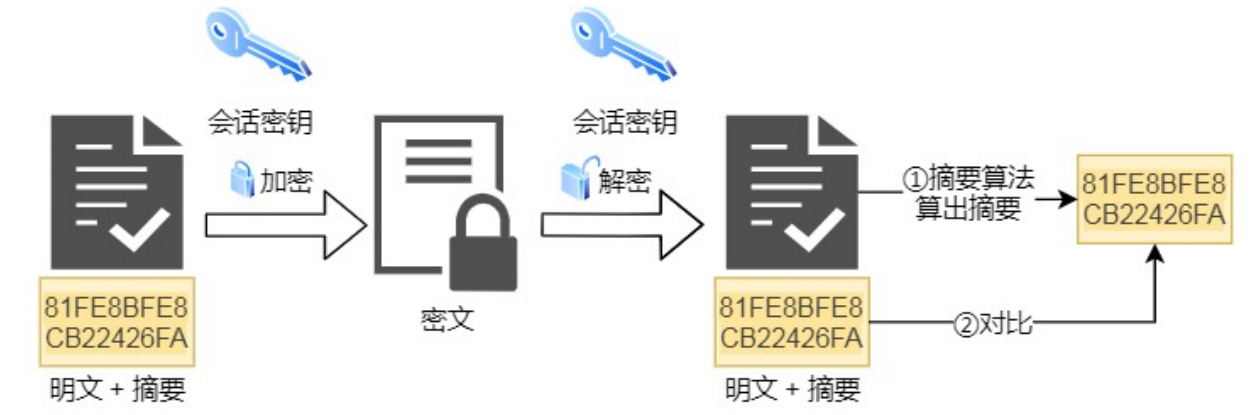 会话密钥
加密
会话密钥
解密
①摘要算法
算出摘要
81FE8BFE8
CB22426FA
81FE8BFE8
CB22426FA
明文 + 摘要
密文
81FE8BFE8
CB22426FA
明文 + 摘要
②对比